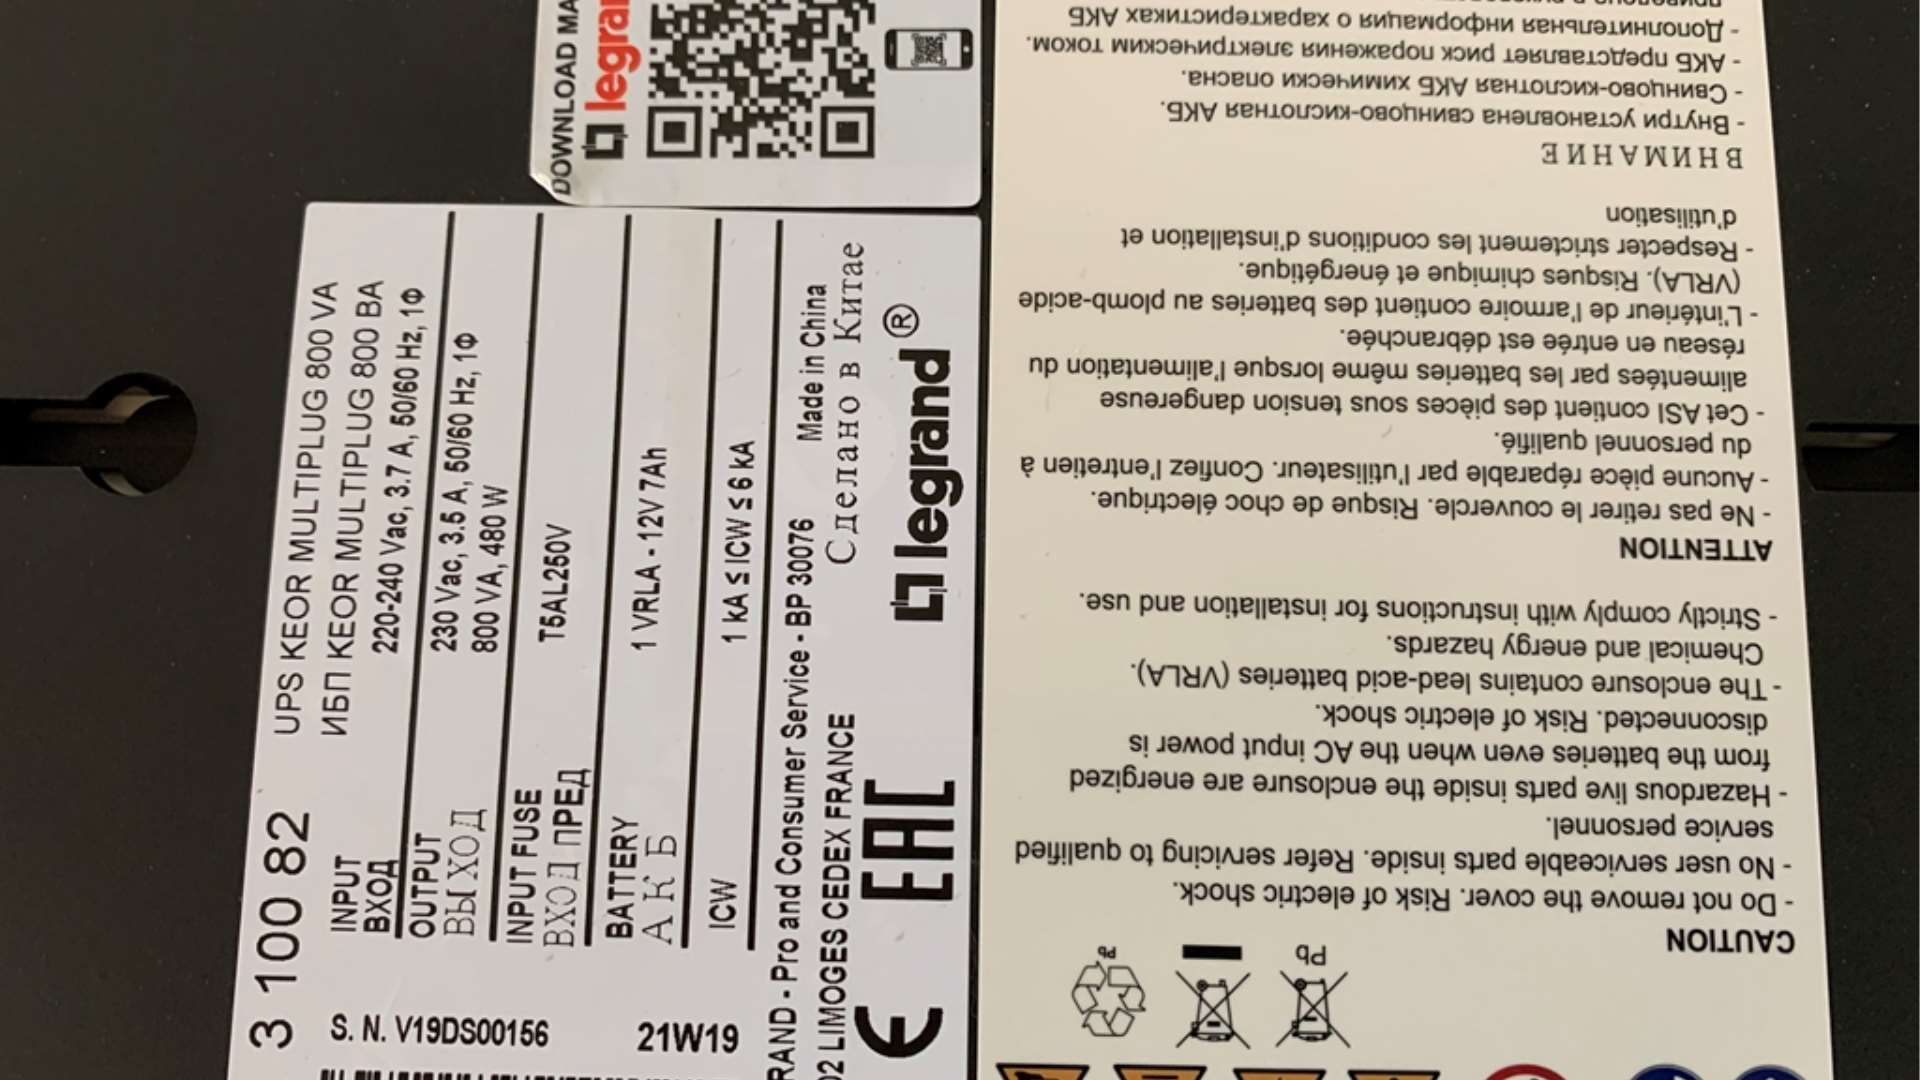 DOWNLOAD MA
legra
3 100 82
UPS KEOR MULTIPLUG 800 VA
ИБП KEOR MULTIPLUG 800 ВА
INPUT
ВХОД
220-240 Vac, 3.7 A, 50/60 Hz, 1Φ
OUTPUT
ВЫХОД
230 Vac, 3.5 A, 50/60 Hz, 1Φ
800 VA, 480 W
INPUT FUSE
ВХОД ПРЕД
T5AL250V
BATTERY
АКБ
1 VRLA - 12V 7Ah
ICW
1 kA ≤ ICW ≤ 6 kA
S. N. V19DS00156
21W19
RAND - Pro and Consumer Service - BP 30076
02 LIMOGES CEDEX FRANCE
Made in China
Сделано в Китае
CE
EAC
legrand®
Pb
Pb
CAUTION
- Do not remove the cover. Risk of electric shock.
- No user serviceable parts inside. Refer servicing to qualified
service personnel.
- Hazardous live parts inside the enclosure are energized
from the batteries even when the AC input power is
disconnected. Risk of electric shock.
- The enclosure contains lead-acid batteries (VRLA).
Chemical and energy hazards.
- Strictly comply with instructions for installation and use.
ATTENTION
- Ne pas retirer le couvercle. Risque de choc électrique.
- Aucune pièce réparable par l'utilisateur. Confiez l'entretien à
du personnel qualifié.
- Cet ASI contient des pièces sous tension dangereuse
alimentées par les batteries même lorsque l'alimentation du
réseau en entrée est débranchée.
- L'intérieur de l'armoire contient des batteries au plomb-acide
(VRLA). Risques chimique et énergétique.
- Respecter strictement les conditions d'installation et
d'utilisation
ВНИМАНИЕ
- Внутри установлена свинцово-кислотная АКБ.
- Свинцово-кислотная АКБ химически опасна.
- АКБ представляет риск поражения электрическим током.
- Дополнительная информация о характеристиках АКБ